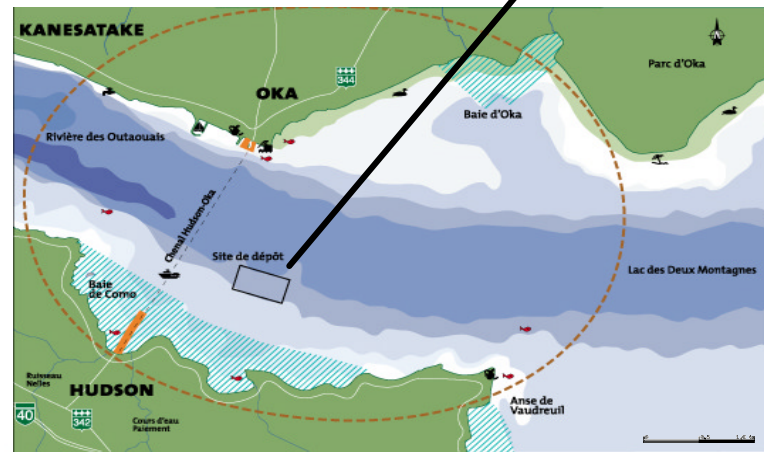 KANESATAKE
344
OKA
Parc d'Oka
Baie d'Oka
Rivière des Outaouais
Chenal Hudson-Oka
Site de dépôt
Lac des Deux Montagnes
Baie
de Como
Ruisseau
Nelles
HUDSON
40
342
Cours d'eau
Paiement
Anse de
Vaudreuil